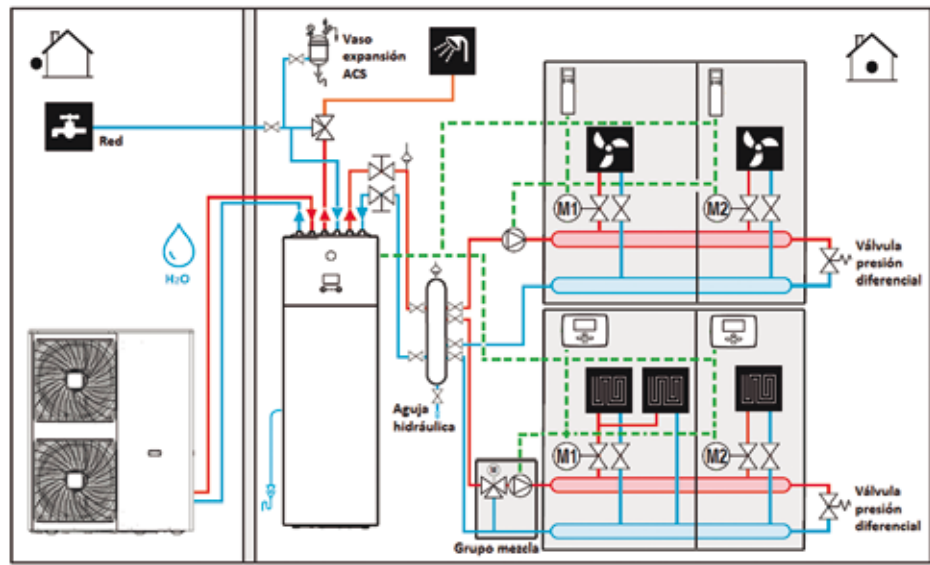 Vaso
expansión
ACS
Red
H₂O
M1
M2
Válvula
presión
diferencial
Aguja
hidráulica
M1
M2
M
Grupo mezcla
Válvula
presión
diferencial